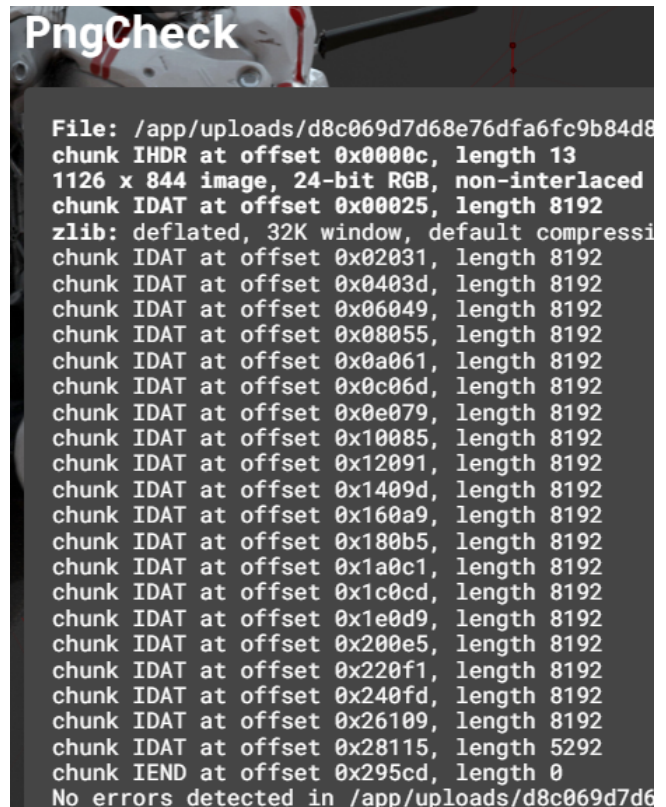 PngCheck
File: /app/uploads/d8c069d7d68e76dfa6fc9b84d8
chunk IHDR at offset 0x0000c, length 13
1126 x 844 image, 24-bit RGB, non-interlaced
chunk IDAT at offset 0x00025, length 8192
zlib: deflated, 32K window, default compressi
chunk IDAT at offset 0x02031, length 8192
chunk IDAT at offset 0x0403d, length 8192
chunk IDAT at offset 0x06049, length 8192
chunk IDAT at offset 0x08055, length 8192
chunk IDAT at offset 0x0a061, length 8192
chunk IDAT at offset 0x0c06d, length 8192
chunk IDAT at offset 0x0e079, length 8192
chunk IDAT at offset 0x10085, length 8192
chunk IDAT at offset 0x12091, length 8192
chunk IDAT at offset 0x1409d, length 8192
chunk IDAT at offset 0x160a9, length 8192
chunk IDAT at offset 0x180b5, length 8192
chunk IDAT at offset 0x1a0c1, length 8192
chunk IDAT at offset 0x1c0cd, length 8192
chunk IDAT at offset 0x1e0d9, length 8192
chunk IDAT at offset 0x200e5, length 8192
chunk IDAT at offset 0x220f1, length 8192
chunk IDAT at offset 0x240fd, length 8192
chunk IDAT at offset 0x26109, length 8192
chunk IDAT at offset 0x28115, length 5292
chunk IEND at offset 0x295cd, length 0
No errors detected in /app/uploads/d8c069d7d6